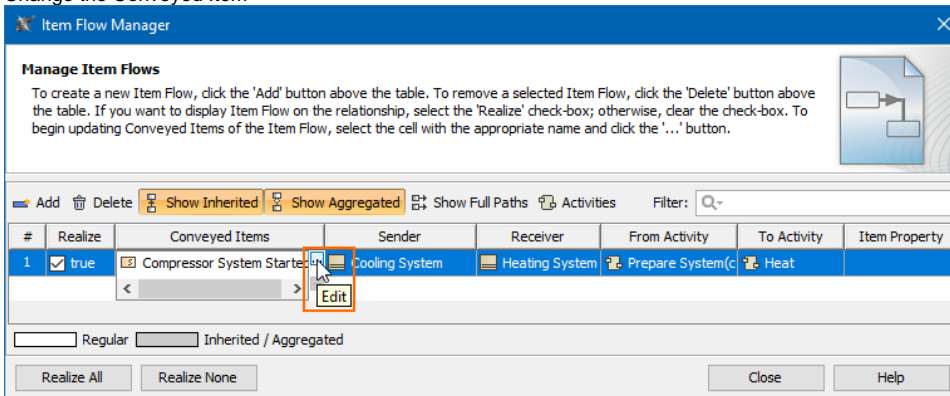 Change the Conveyed Item
Item Flow Manager
Manage Item Flows
To create a new Item Flow, click the 'Add' button above the table. To remove a selected Item Flow, click the 'Delete' button above
the table. If you want to display Item Flow on the relationship, select the 'Realize' check-box; otherwise, clear the check-box. To
begin updating Conveyed Items of the Item Flow, select the cell with the appropriate name and click the '...' button.
Add Delete Show Inherited Show Aggregated Show Full Paths Activities Filter:
# Realize Conveyed Items Sender Receiver From Activity To Activity Item Property
1 true Compressor System Started Cooling System Heating System Prepare System(c Heat
Edit
Regular Inherited / Aggregated
Realize All Realize None Close Help